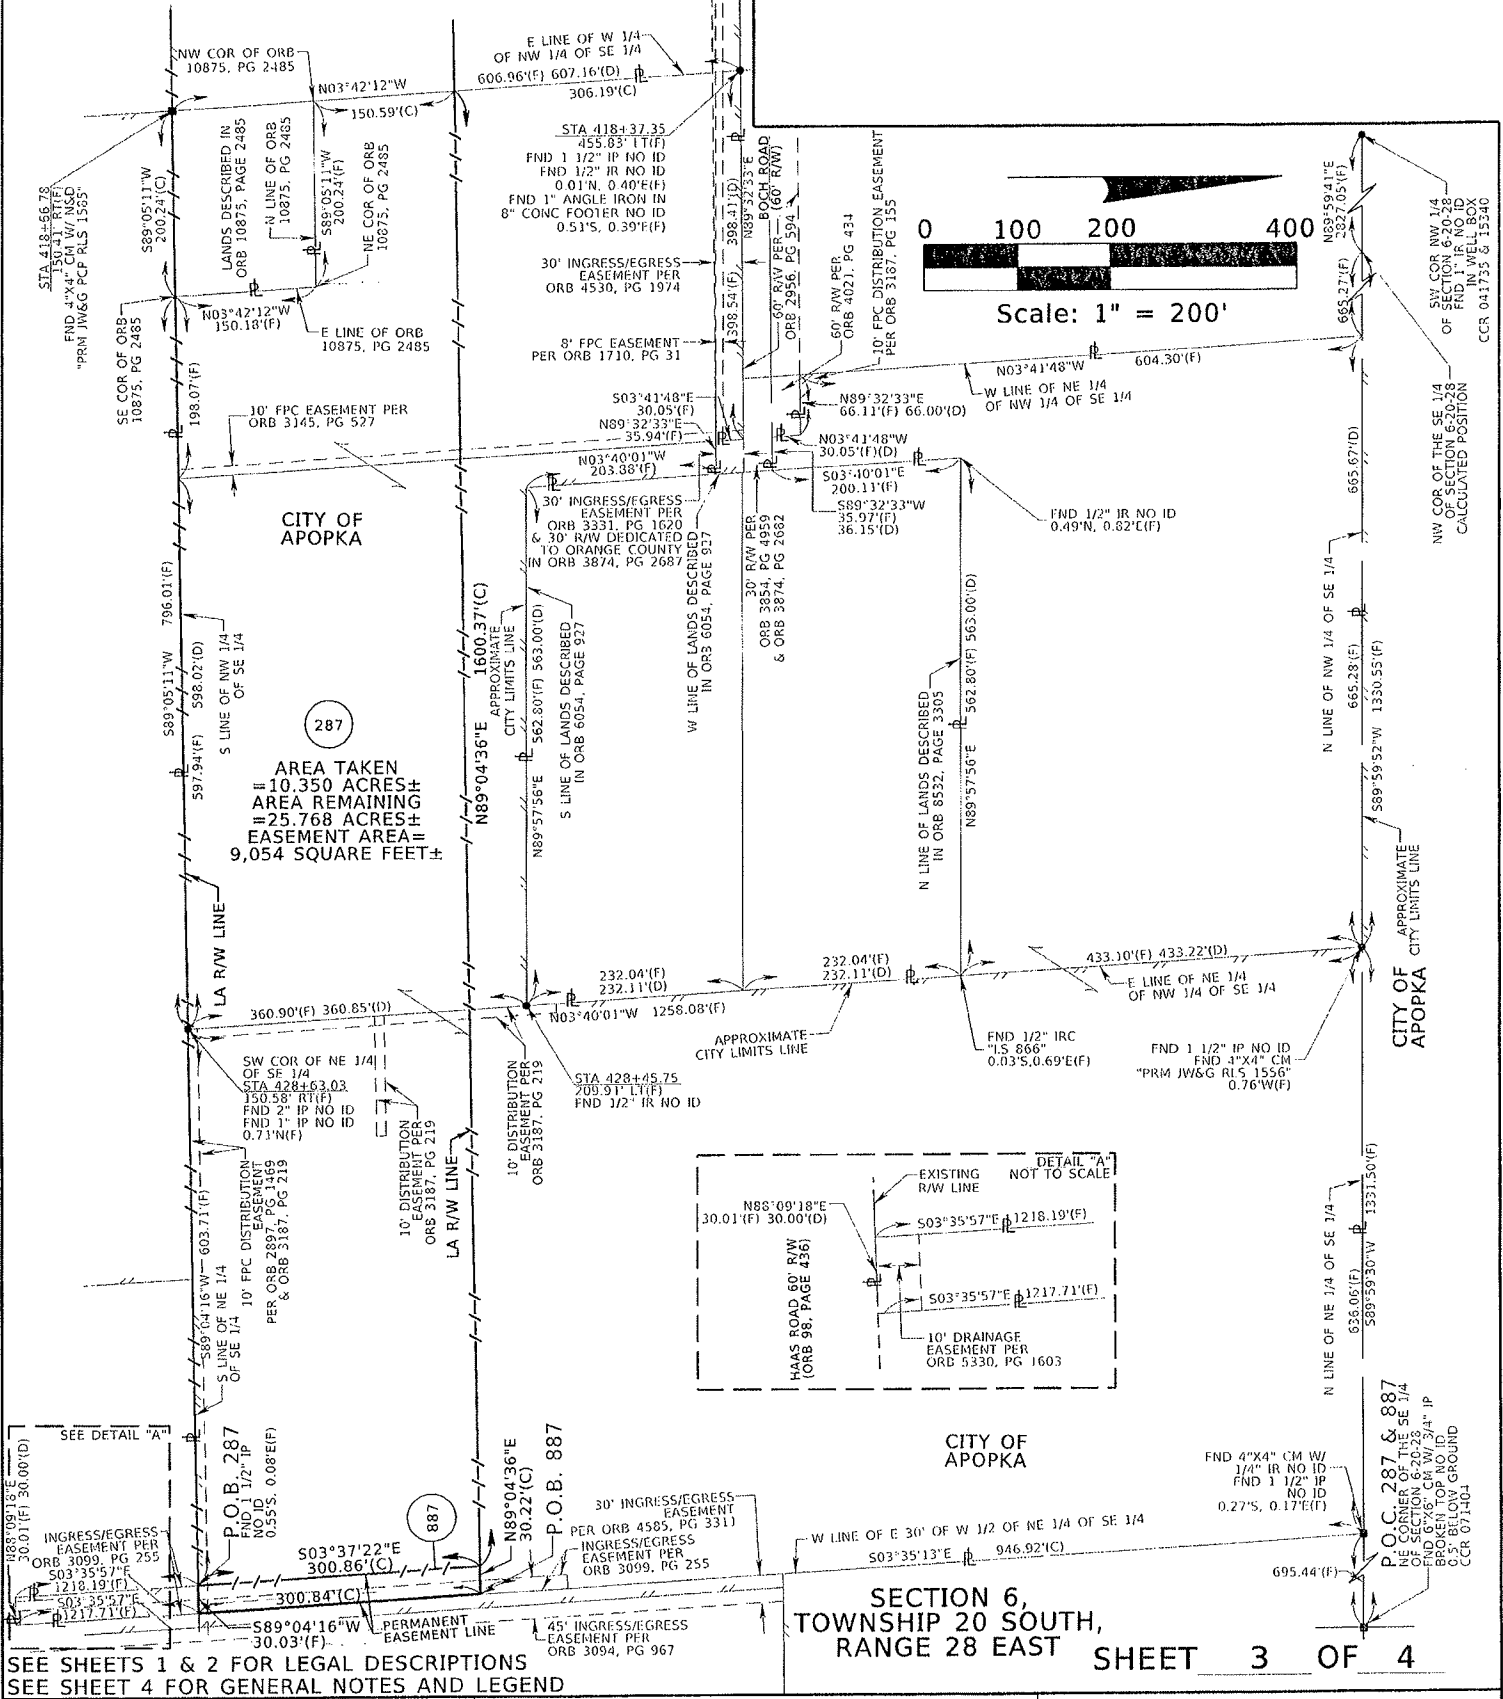 NW COR OF ORB
10875, PG 2485
E LINE OF W 1/4
OF NW 1/4 OF SE 1/4
606.96'(F) 607.16'(D)
306.19'(C)
N03°42'12"W
150.59'(C)
STA 418+66.78
150.41' RT(F)
FND 4"X4" CM W/ N&D
"PRM JW&G PCP RLS 1585"
S89°05'11"W
200.24'(C)
LANDS DESCRIBED IN
ORB 10875, PAGE 2485
N LINE OF ORB
10875, PG 2485
S89°05'11"W
200.24'(F)
NE COR OF ORB
10875, PG 2485
STA 418+37.35
455.83' LT(F)
FND 1 1/2" IP NO ID
FND 1/2" IR NO ID
0.01'N, 0.40'E(F)
FND 1" ANGLE IRON IN
8" CONC FOOTER NO ID
0.51'S, 0.39'E(F)
30' INGRESS/EGRESS
EASEMENT PER
ORB 4530, PG 1974
8' FPC EASEMENT
PER ORB 1710, PG 31
398.41'(D)
398.54'(F)
N89°32'33"E
BOCH ROAD
(60' R/W)
60' R/W PER
ORB 2956, PG 594
60' R/W PER
ORB 4021, PG 434
10' FPC DISTRIBUTION EASEMENT
PER ORB 3187, PG 155
0 100 200 400
Scale: 1" = 200'
N89°59'41"E
2827.05'(F)
665.27'(F)
SW COR NW 1/4
OF SECTION 6-20-28
FND 1" IR NO ID
IN WELL BOX
CCR 041735 & 15340
NW COR OF THE SE 1/4
OF SECTION 6-20-28
CALCULATED POSITION
SE COR OF ORB
10875, PG 2485
N03°42'12"W
150.18'(F)
E LINE OF ORB
10875, PG 2485
198.07'(F)
10' FPC EASEMENT PER
ORB 3145, PG 527
S03°41'48"E
30.05'(F)
N89°32'33"E
35.94'(F)
N03°40'01"W
203.88'(F)
N03°41'48"W
604.30'(F)
W LINE OF NE 1/4
OF NW 1/4 OF SE 1/4
N89°32'33"E
66.11'(F) 66.00'(D)
N03°41'48"W
30.05'(F)(D)
S03°40'01"E
200.11'(F)
S89°32'33"W
35.97'(F)
36.15'(D)
FND 1/2" IR NO ID
0.49'N, 0.82'E(F)
665.67'(D)
CITY OF
APOPKA
30' INGRESS/EGRESS
EASEMENT PER
ORB 3331, PG 1620
& 30' R/W DEDICATED
TO ORANGE COUNTY
IN ORB 3874, PG 2687
W LINE OF LANDS DESCRIBED
IN ORB 6054, PAGE 927
30' R/W PER
ORB 3854, PG 4959
& ORB 3874, PG 2682
796.01'(F)
S89°05'11"W
598.02'(D)
597.94'(F)
S LINE OF NW 1/4
OF SE 1/4
N89°04'36"E 1600.37'(C)
APPROXIMATE
CITY LIMITS LINE
N89°57'56"E 562.80'(F) 563.00'(D)
S LINE OF LANDS DESCRIBED
IN ORB 6054, PAGE 927
N LINE OF LANDS DESCRIBED
IN ORB 8532, PAGE 3305
N89°57'56"E 562.80'(F) 563.00'(D)
N LINE OF NW 1/4 OF SE 1/4
665.28'(F)
S89°59'52"W 1330.55'(F)
287
AREA TAKEN
=10.350 ACRES±
AREA REMAINING
=25.768 ACRES±
EASEMENT AREA=
9,054 SQUARE FEET±
LA R/W LINE
APPROXIMATE
CITY LIMITS LINE
CITY OF
APOPKA
360.90'(F) 360.85'(D)
232.04'(F)
232.11'(D)
N03°40'01"W 1258.08'(F)
232.04'(F)
232.11'(D)
433.10'(F) 433.22'(D)
E LINE OF NE 1/4
OF NW 1/4 OF SE 1/4
APPROXIMATE
CITY LIMITS LINE
SW COR OF NE 1/4
OF SE 1/4
STA 428+63.03
150.58' RT(F)
FND 2" IP NO ID
FND 1" IP NO ID
0.71'N(F)
10' DISTRIBUTION
EASEMENT PER
ORB 3187, PG 219
10' DISTRIBUTION
EASEMENT PER
ORB 3187, PG 219
STA 428+45.75
209.91' LT(F)
FND 1/2" IR NO ID
FND 1/2" IRC
"LS 866"
0.03'S,0.69'E(F)
FND 1 1/2" IP NO ID
FND 4"X4" CM
"PRM JW&G RLS 1556"
0.76'W(F)
LA R/W LINE
S89°04'16"W 603.71'(F)
S LINE OF NE 1/4
OF SE 1/4
10' FPC DISTRIBUTION
EASEMENT
PER ORB 2897, PG 1469
& ORB 3187, PG 219
DETAIL "A"
NOT TO SCALE
EXISTING
R/W LINE
N88°09'18"E
30.01'(F) 30.00'(D)
S03°35'57"E 1218.19'(F)
S03°35'57"E 1217.71'(F)
HAAS ROAD 60' R/W
(ORB 98, PAGE 436)
10' DRAINAGE
EASEMENT PER
ORB 5330, PG 1603
N LINE OF NE 1/4 OF SE 1/4
636.06'(F)
S89°59'30"W 1331.50'(F)
SEE DETAIL "A"
N88°09'18"E
30.01'(F) 30.00'(D)
P.O.B. 287
FND 1 1/2" IP
NO ID
0.55'S, 0.08'E(F)
INGRESS/EGRESS
EASEMENT PER
ORB 3099, PG 255
S03°35'57"E
1218.19'(F)
S03°35'57"E
1217.71'(F)
887
S03°37'22"E
300.86'(C)
300.84'(C)
N89°04'36"E
30.22'(C)
P.O.B. 887
S89°04'16"W
30.03'(F)
PERMANENT
EASEMENT LINE
30' INGRESS/EGRESS
EASEMENT
PER ORB 4585, PG 3311
INGRESS/EGRESS
EASEMENT PER
ORB 3099, PG 255
45' INGRESS/EGRESS
EASEMENT PER
ORB 3094, PG 967
CITY OF
APOPKA
W LINE OF E 30' OF W 1/2 OF NE 1/4 OF SE 1/4
S03°35'13"E 946.92'(C)
FND 4"X4" CM W/
1/4" IR NO ID
FND 1 1/2" IP
NO ID
0.27'S, 0.17'E(F)
695.44'(F)
P.O.C. 287 & 887
NE CORNER OF THE SE 1/4
OF SECTION 6-20-28
FND 6"X6" CM W/ 3/4" IP
BROKEN TOP NO ID
0.5' BELOW GROUND
CCR 071404
SECTION 6,
TOWNSHIP 20 SOUTH,
RANGE 28 EAST
SHEET 3 OF 4
SEE SHEETS 1 & 2 FOR LEGAL DESCRIPTIONS
SEE SHEET 4 FOR GENERAL NOTES AND LEGEND